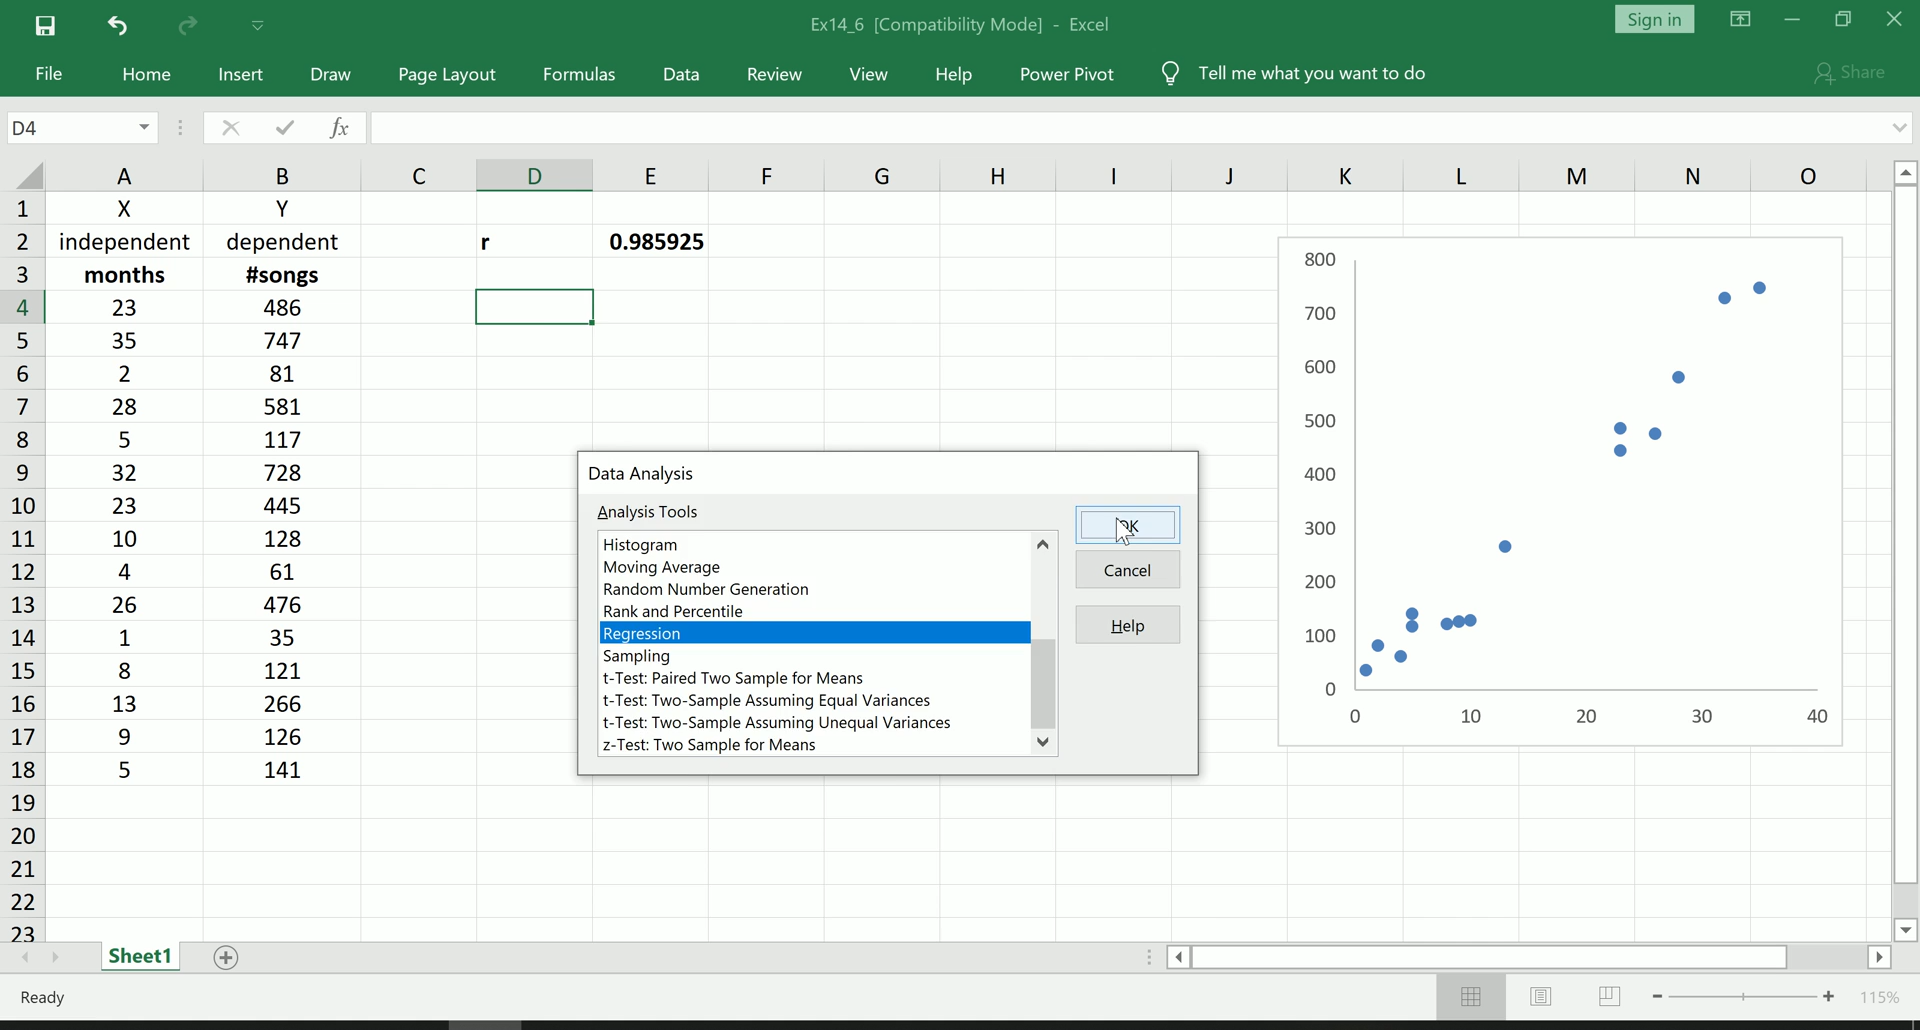 Ex14_6 [Compatibility Mode] - Excel
Sign in
File Home Insert Draw Page Layout Formulas Data Review View Help Power Pivot Tell me what you want to do Share
D4 fx
A B C D E F G H I J K L M N O
1 X Y
2 independent dependent r 0.985925
3 months #songs
4 23 486
5 35 747
6 2 81
7 28 581
8 5 117
9 32 728
10 23 445
11 10 128
12 4 61
13 26 476
14 1 35
15 8 121
16 13 266
17 9 126
18 5 141
19
20
21
22
23
Data Analysis
Analysis Tools
Histogram
Moving Average
Random Number Generation
Rank and Percentile
Regression
Sampling
t-Test: Paired Two Sample for Means
t-Test: Two-Sample Assuming Equal Variances
t-Test: Two-Sample Assuming Unequal Variances
z-Test: Two Sample for Means
OK
Cancel
Help
800
700
600
500
400
300
200
100
0
0 10 20 30 40
Sheet1
Ready
115%